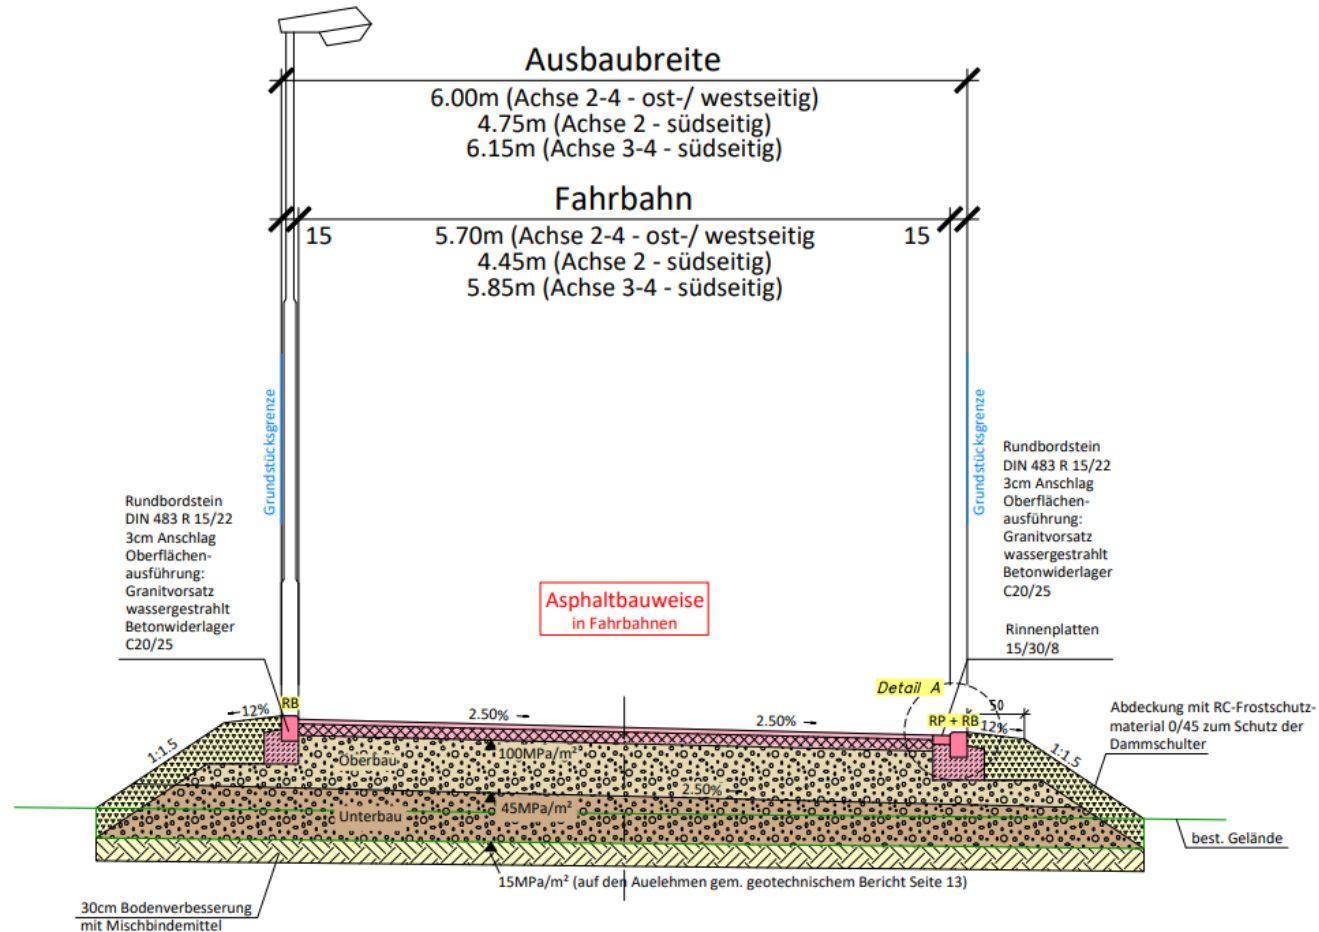 Ausbaubreite
6.00m (Achse 2-4 - ost-/ westseitig)
4.75m (Achse 2 - südseitig)
6.15m (Achse 3-4 - südseitig)
Fahrbahn
15
5.70m (Achse 2-4 - ost-/ westseitig
15
4.45m (Achse 2 - südseitig)
5.85m (Achse 3-4 - südseitig)
Grundstücksgrenze
Grundstücksgrenze
Rundbordstein
DIN 483 R 15/22
3cm Anschlag
Oberflächen-
ausführung:
Granitvorsatz
wassergestrahlt
Betonwiderlager
C20/25
Rundbordstein
DIN 483 R 15/22
3cm Anschlag
Oberflächen-
ausführung:
Granitvorsatz
wassergestrahlt
Betonwiderlager
C20/25
Rinnenplatten
15/30/8
Asphaltbauweise
in Fahrbahnen
Detail A
RB
RP + RB
50
12%
2.50%
2.50%
12%
1:1.5
1:1.5
Abdeckung mit RC-Frostschutz-
material 0/45 zum Schutz der
Dammschulter
Oberbau
100MPa/m²
2.50%
45MPa/m²
Unterbau
best. Gelände
15MPa/m² (auf den Auelehmen gem. geotechnischem Bericht Seite 13)
30cm Bodenverbesserung
mit Mischbindemittel